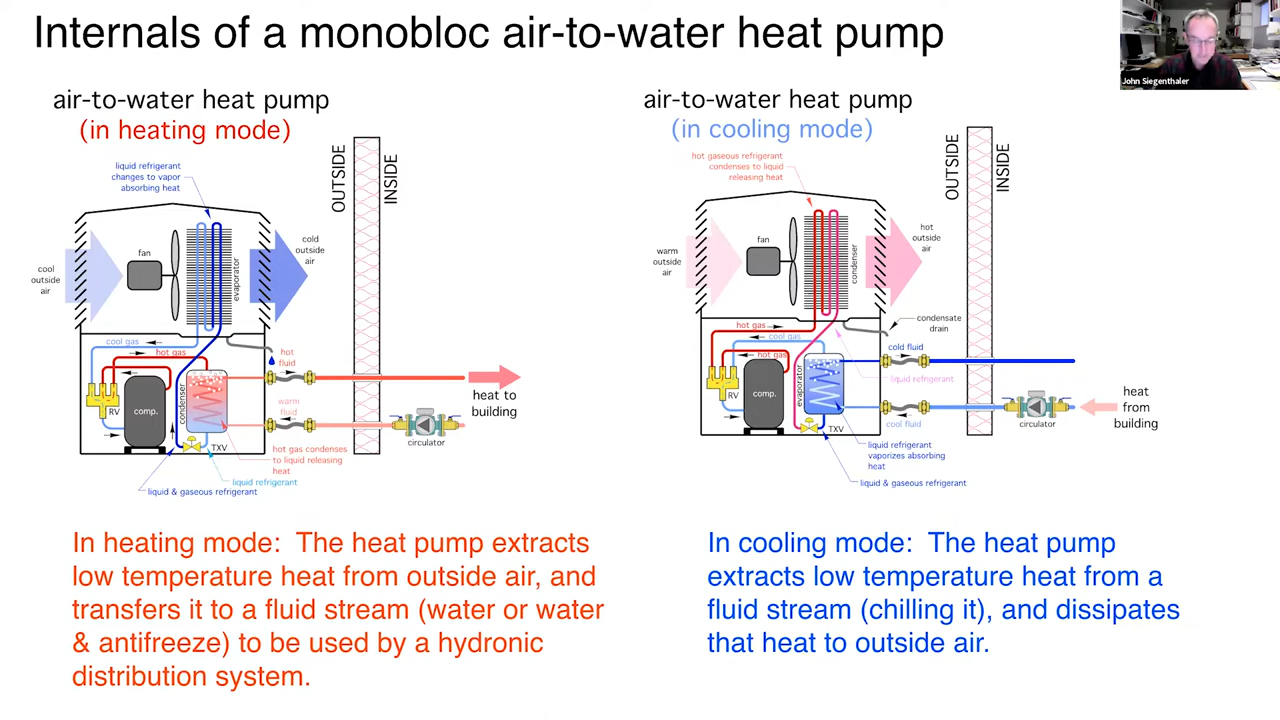 Internals of a monobloc air-to-water heat pump
John Siegenthaler
air-to-water heat pump
(in heating mode)
OUTSIDE
INSIDE
liquid refrigerant
changes to vapor
absorbing heat
cool
outside
air
fan
evaporator
cold
outside
air
cool gas
hot gas
hot
fluid
RV
comp.
condenser
warm
fluid
heat to
building
circulator
TXV
hot gas condenses
to liquid releasing
heat
liquid refrigerant
liquid & gaseous refrigerant
air-to-water heat pump
(in cooling mode)
OUTSIDE
INSIDE
hot gaseous refrigerant
condenses to liquid
releasing heat
warm
outside
air
fan
condenser
hot
outside
air
condensate
drain
hot gas
cool gas
hot gas
cold fluid
liquid refrigerant
RV
comp.
evaporator
cool fluid
circulator
heat
from
building
TXV
liquid refrigerant
vaporizes absorbing
heat
liquid & gaseous refrigerant
In heating mode: The heat pump extracts
low temperature heat from outside air, and
transfers it to a fluid stream (water or water
& antifreeze) to be used by a hydronic
distribution system.
In cooling mode: The heat pump
extracts low temperature heat from a
fluid stream (chilling it), and dissipates
that heat to outside air.